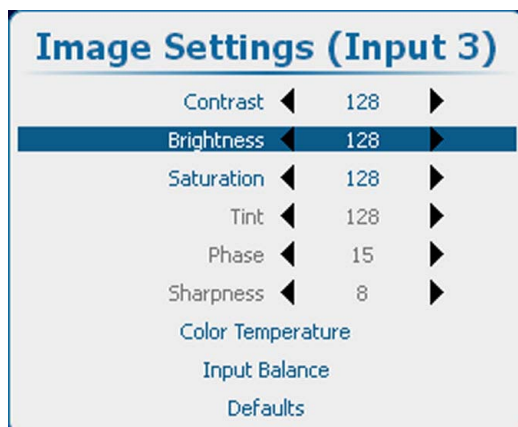 Image Settings (Input 3)
Contrast 128
Brightness 128
Saturation 128
Tint 128
Phase 15
Sharpness 8
Color Temperature
Input Balance
Defaults